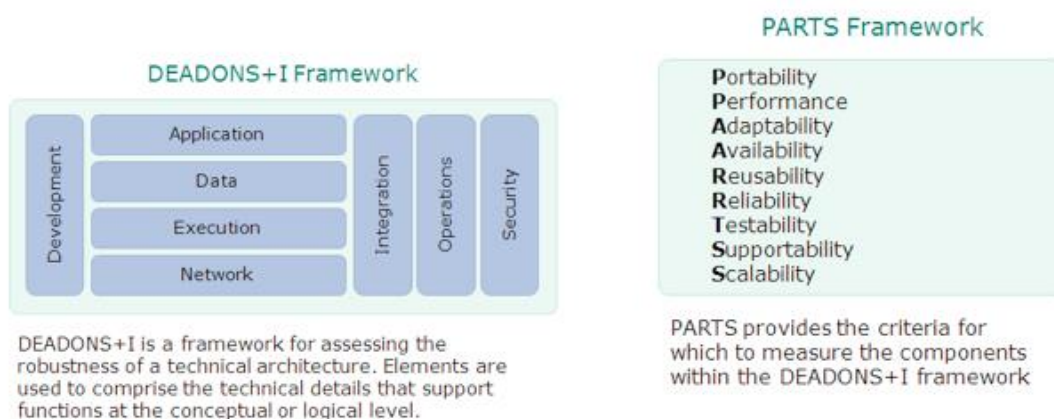 DEADONS+I Framework
Development
Application
Data
Execution
Network
Integration
Operations
Security
DEADONS+I is a framework for assessing the
robustness of a technical architecture. Elements are
used to comprise the technical details that support
functions at the conceptual or logical level.
PARTS Framework
Portability
Performance
Adaptability
Availability
Reusability
Reliability
Testability
Supportability
Scalability
PARTS provides the criteria for
which to measure the components
within the DEADONS+I framework